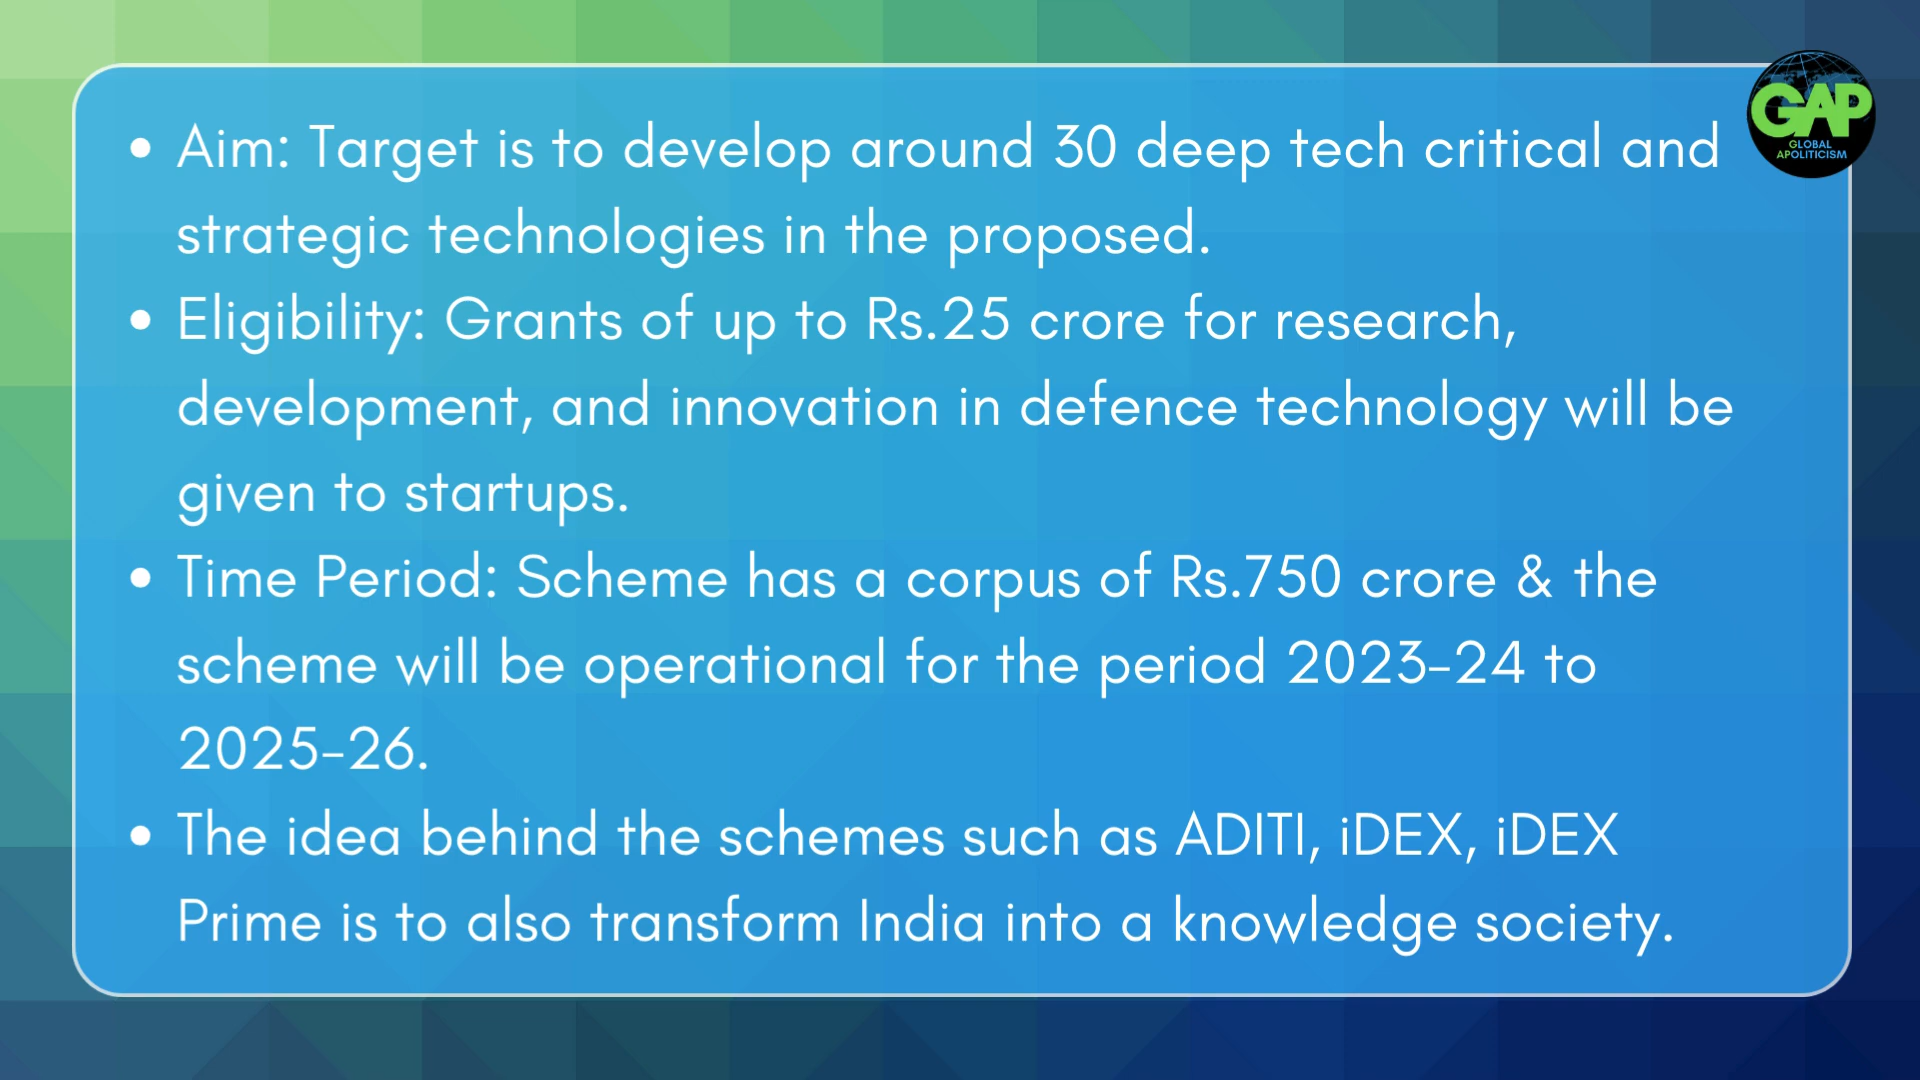 GAP
GLOBAL
APOLITICISM
• Aim: Target is to develop around 30 deep tech critical and
strategic technologies in the proposed.
• Eligibility: Grants of up to Rs.25 crore for research,
development, and innovation in defence technology will be
given to startups.
• Time Period: Scheme has a corpus of Rs.750 crore & the
scheme will be operational for the period 2023-24 to
2025-26.
• The idea behind the schemes such as ADITI, iDEX, iDEX
Prime is to also transform India into a knowledge society.